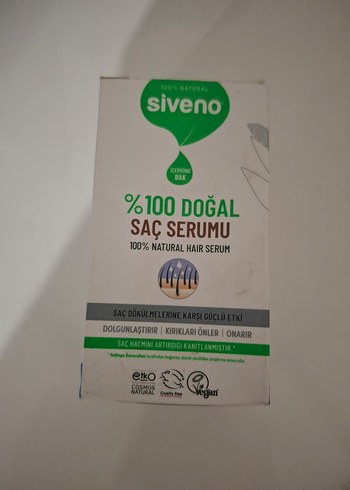 100% NATURAL
siveno
İÇERİĞİNE
BAK
%100 DOĞAL
SAÇ SERUMU
100% NATURAL HAIR SERUM
SAÇ DÖKÜLMELERİNE KARŞI GÜÇLÜ ETKİ
DOLGUNLAŞTIRIR | KIRIKLARI ÖNLER | ONARIR
SAÇ HACMİNİ ARTIRDIĞI KANITLANMIŞTIR.*
etko
COSMOS
NATURAL
Cruelty free
Vegan